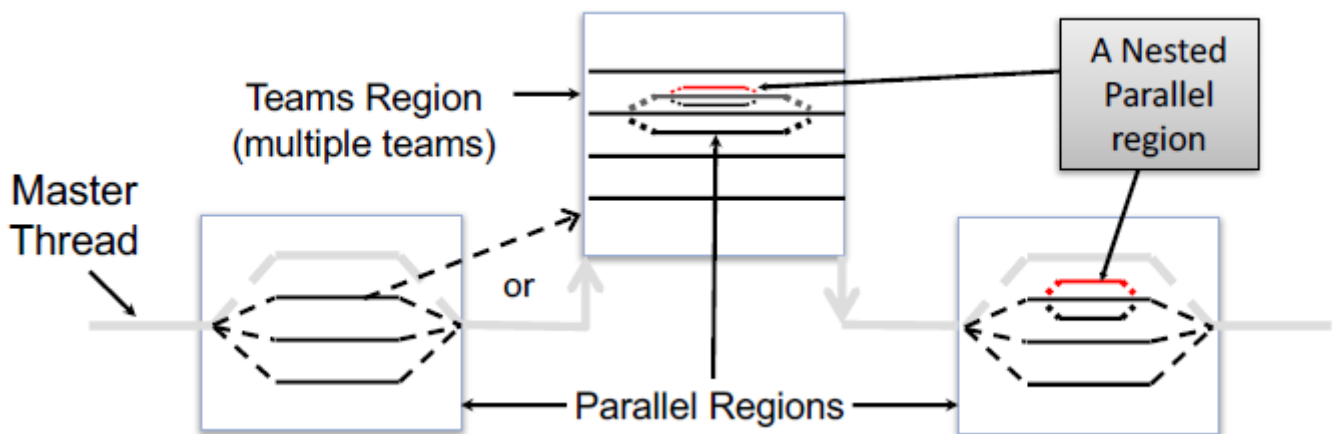 A Nested
Parallel
region
Teams Region
(multiple teams)
Master
Thread
or
Parallel Regions